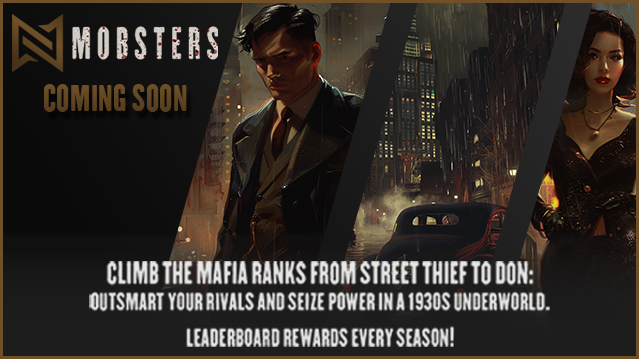 MOBSTERS
COMING SOON
CLIMB THE MAFIA RANKS FROM STREET THIEF TO DON:
OUTSMART YOUR RIVALS AND SEIZE POWER IN A 1930S UNDERWORLD.
LEADERBOARD REWARDS EVERY SEASON!